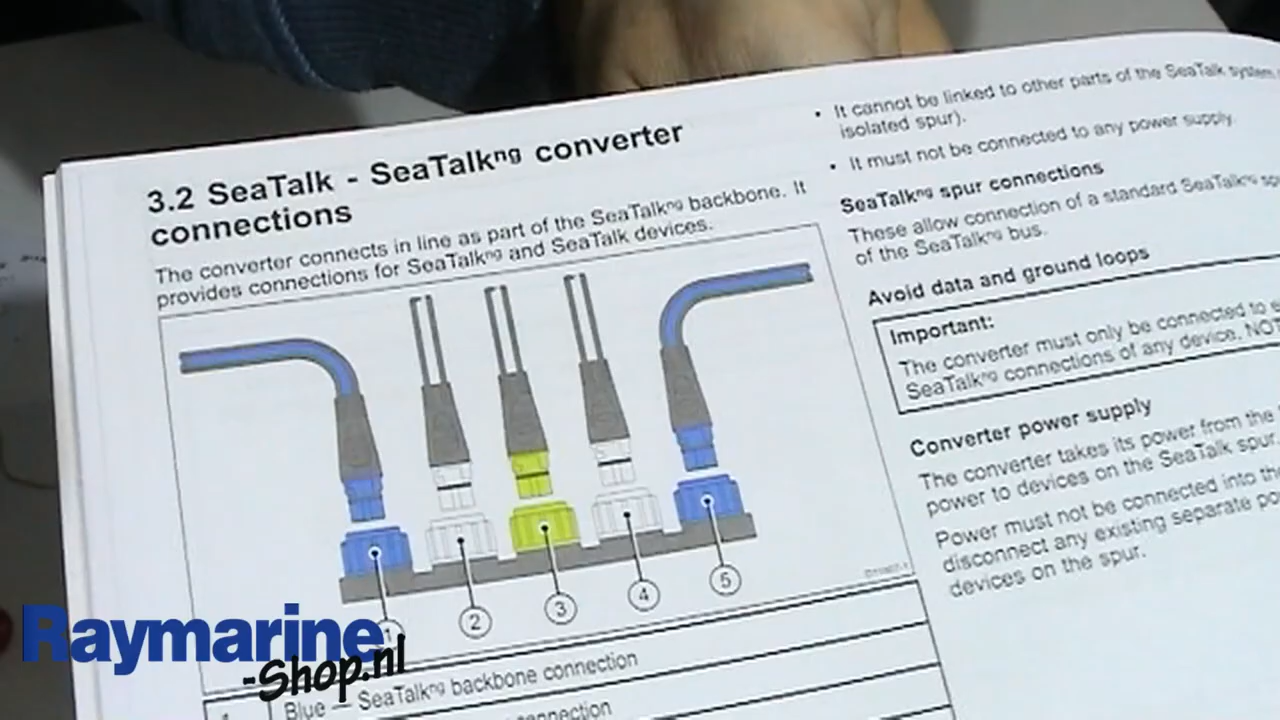 3.2 SeaTalk - SeaTalkng converter
connections
The converter connects in line as part of the SeaTalkng backbone. It
provides connections for SeaTalkng and SeaTalk devices.
1
2
3
4
5
Blue — SeaTalkng backbone connection
connection
• It cannot be linked to other parts of the SeaTalk system
isolated spur).
• It must not be connected to any power supply.
SeaTalkng spur connections
These allow connection of a standard SeaTalkng
of the SeaTalkng bus.
Avoid data and ground loops
Important:
The converter must only be connected to
SeaTalkng connections of any device, NOT
Converter power supply
The converter takes its power from the
power to devices on the SeaTalk spur.
Power must not be connected into the
disconnect any existing separate
devices on the spur.
Raymarine
-Shop.nl